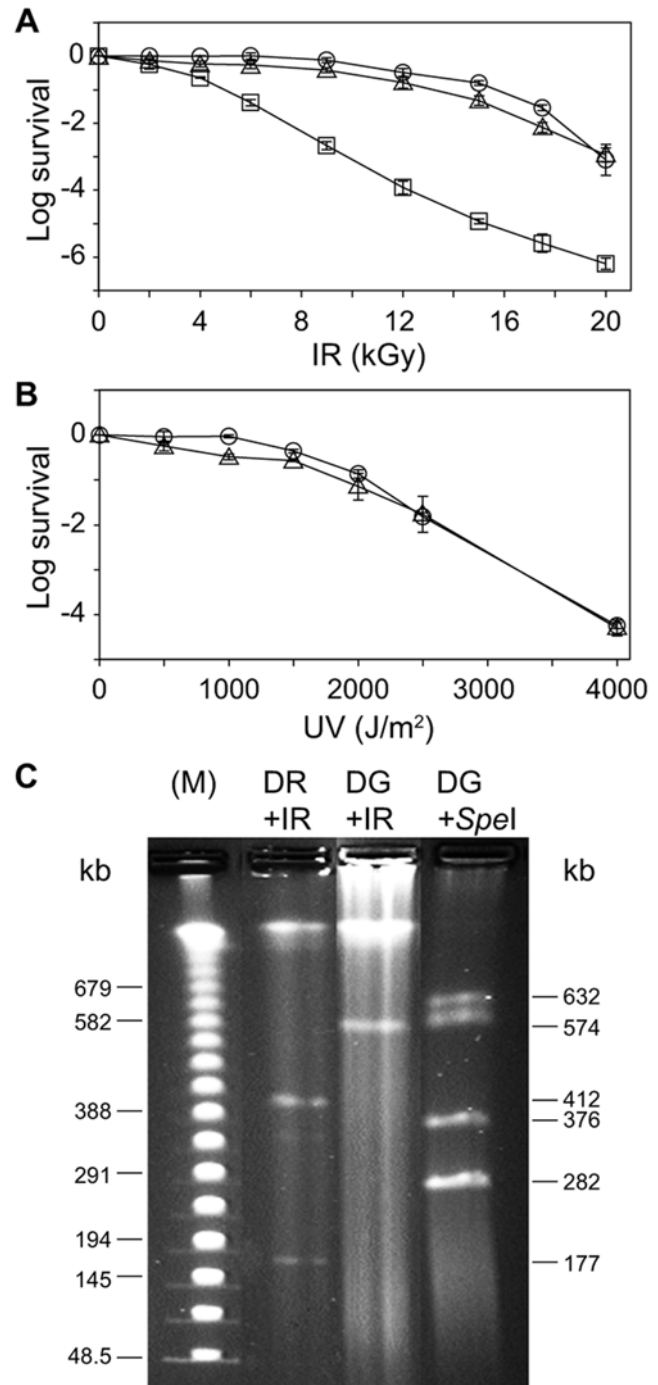 A
Log survival
0
-2
-4
-6
0 4 8 12 16 20
IR (kGy)
B
Log survival
0
-2
-4
0 1000 2000 3000 4000
UV (J/m²)
C
(M) DR DG DG
+IR +IR +SpeI
kb kb
679 632
582 574
388 412
376
291 282
194 177
145
48.5